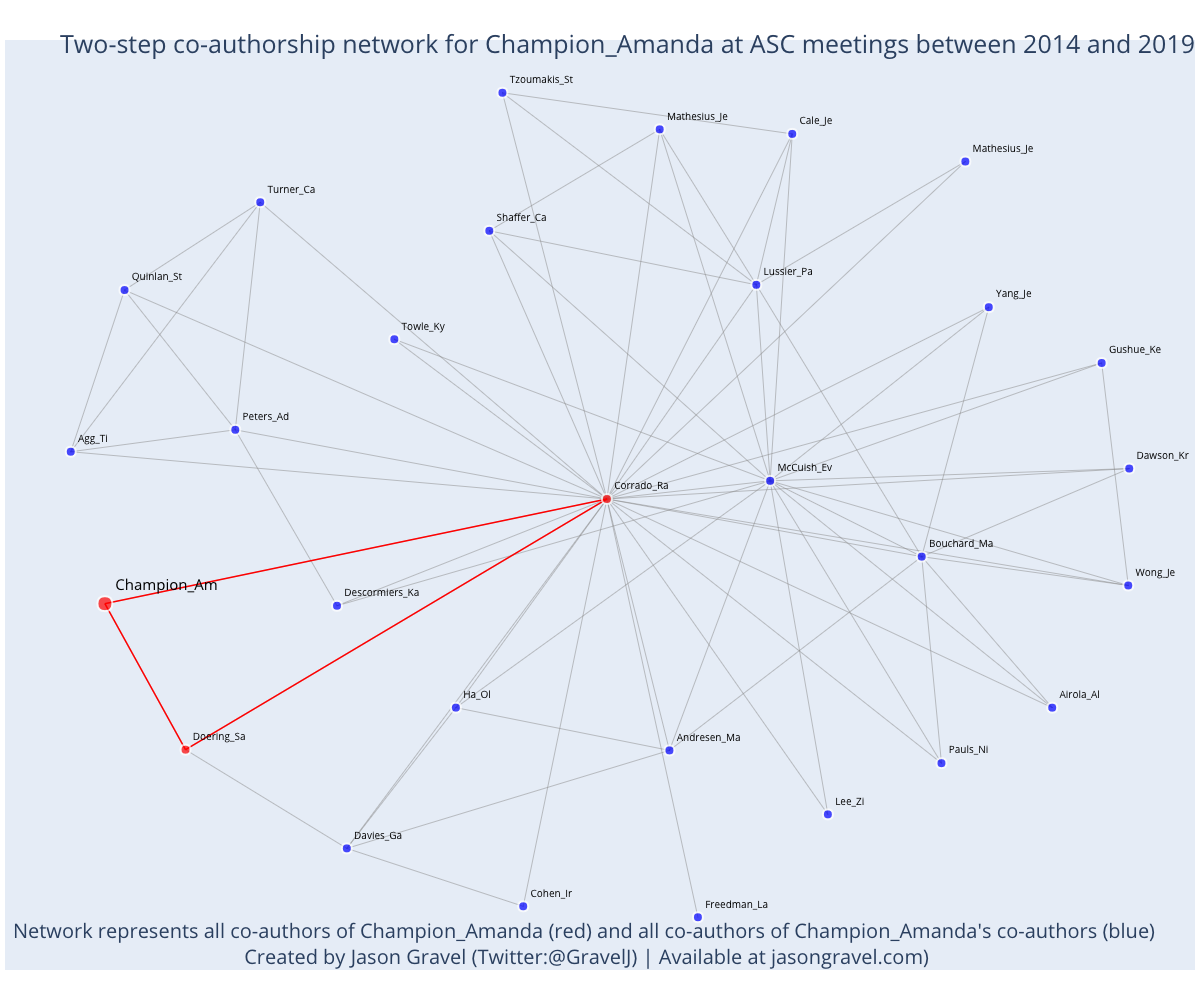 Two-step co-authorship network for Champion_Amanda at ASC meetings between 2014 and 2019
Tzoumakis_St
Mathesius_Je
Cale_Je
Mathesius_Je
Turner_Ca
Shaffer_Ca
Lussier_Pa
Quinlan_St
Yang_Je
Towle_Ky
Gushue_Ke
Peters_Ad
Agg_Ti
Dawson_Kr
McCuish_Ev
Corrado_Ra
Bouchard_Ma
Wong_Je
Champion_Am
Descormiers_Ka
Ha_Ol
Airola_Al
Doering_Sa
Andresen_Ma
Pauls_Ni
Lee_Zi
Davies_Ga
Cohen_Ir
Freedman_La
Network represents all co-authors of Champion_Amanda (red) and all co-authors of Champion_Amanda's co-authors (blue)
Created by Jason Gravel (Twitter:@GravelJ) | Available at jasongravel.com)